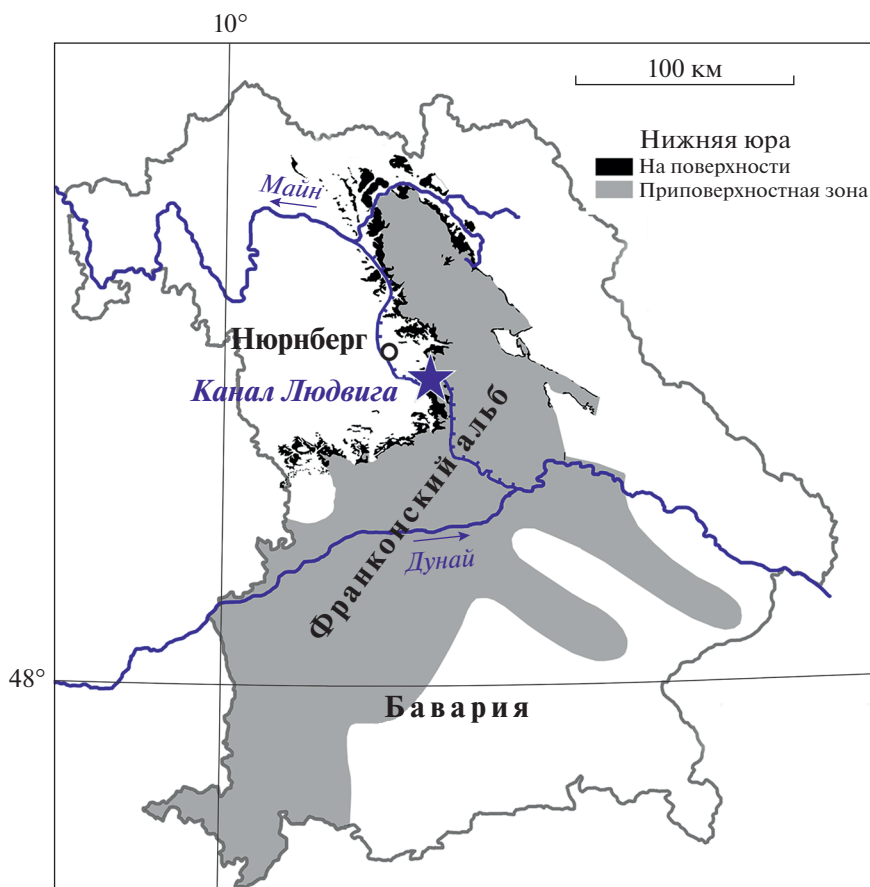 10°
100 км
Нижняя юра
На поверхности
Приповерхностная зона
Майн
Нюрнберг
Канал Людвига
Франконский альб
Дунай
48°
Бавария